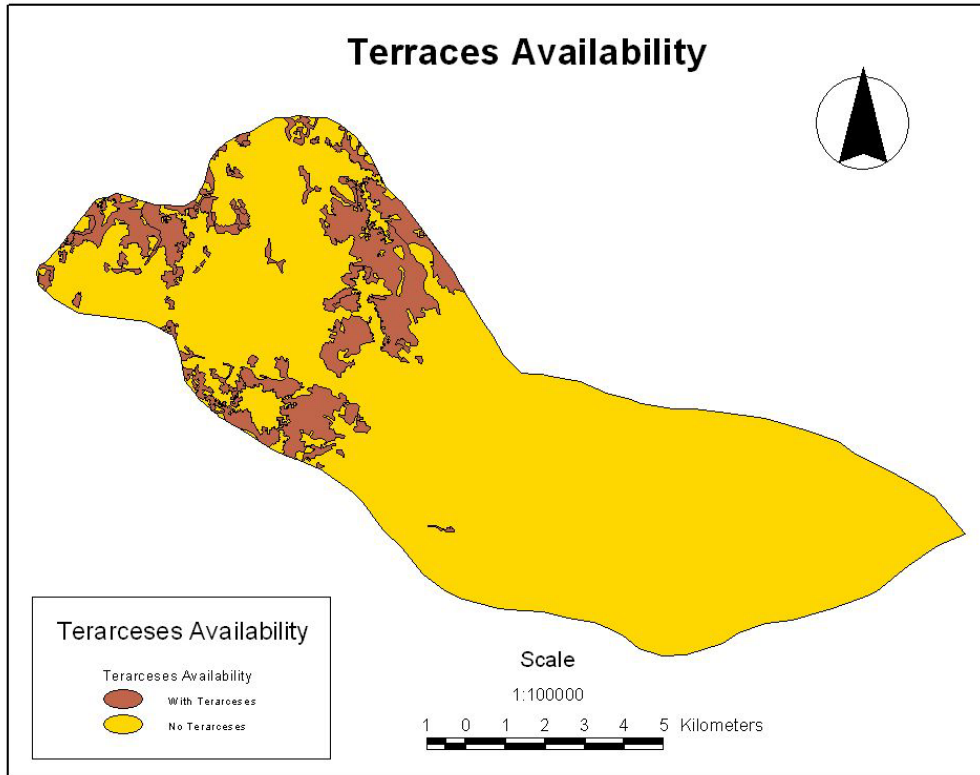 Terraces Availability
Terarceses Availability
Terarceses Availability
With Terarceses
No Terarceses
Scale
1:100000
1 0 1 2 3 4 5 Kilometers